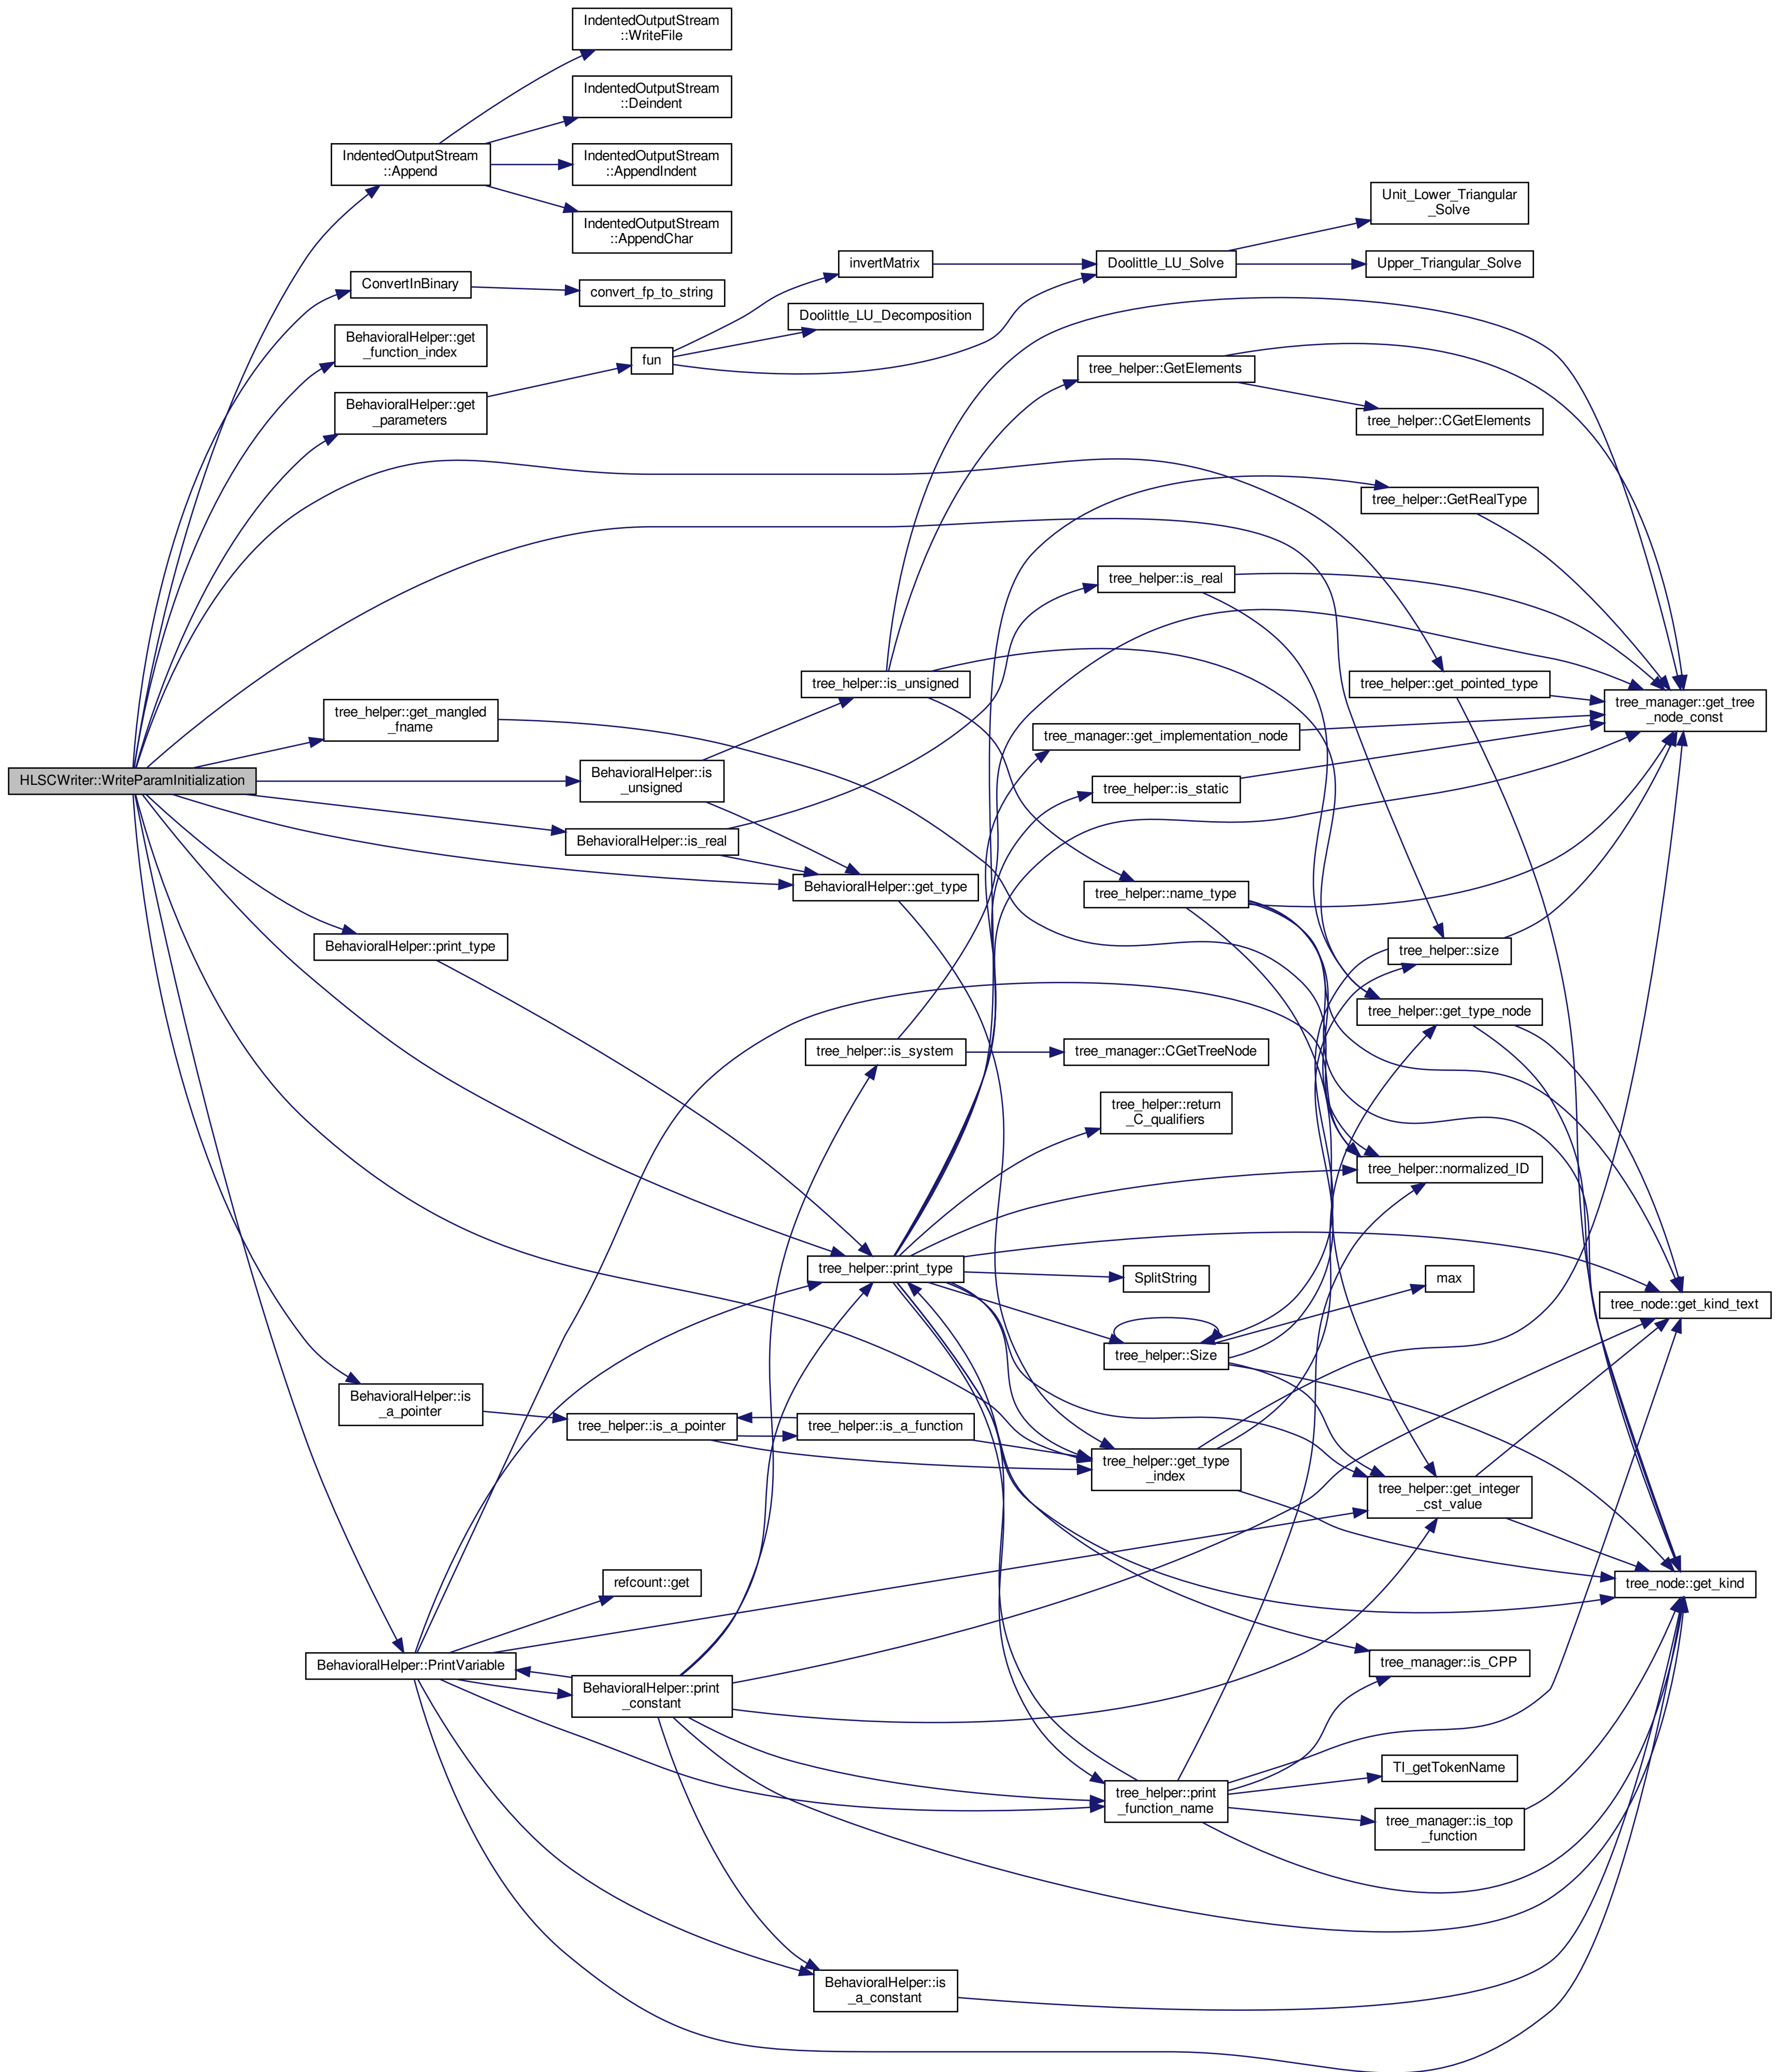 IndentedOutputStream
::WriteFile
IndentedOutputStream
::Deindent
IndentedOutputStream
::Append
IndentedOutputStream
::AppendIndent
IndentedOutputStream
::AppendChar
Unit_Lower_Triangular
_Solve
invertMatrix
Doolittle_LU_Solve
Upper_Triangular_Solve
ConvertInBinary
convert_fp_to_string
Doolittle_LU_Decomposition
BehavioralHelper::get
_function_index
fun
tree_helper::GetElements
BehavioralHelper::get
_parameters
tree_helper::CGetElements
tree_helper::GetRealType
tree_helper::is_real
tree_helper::is_unsigned
tree_helper::get_pointed_type
tree_manager::get_tree
_node_const
tree_helper::get_mangled
_fname
tree_manager::get_implementation_node
HLSCWriter::WriteParamInitialization
BehavioralHelper::is
_unsigned
tree_helper::is_static
BehavioralHelper::is_real
BehavioralHelper::get_type
tree_helper::name_type
BehavioralHelper::print_type
tree_helper::size
tree_helper::get_type_node
tree_helper::is_system
tree_manager::CGetTreeNode
tree_helper::return
_C_qualifiers
tree_helper::normalized_ID
tree_helper::print_type
SplitString
max
tree_node::get_kind_text
tree_helper::Size
BehavioralHelper::is
_a_pointer
tree_helper::is_a_pointer
tree_helper::is_a_function
tree_helper::get_type
_index
tree_helper::get_integer
_cst_value
refcount::get
tree_node::get_kind
BehavioralHelper::PrintVariable
tree_manager::is_CPP
BehavioralHelper::print
_constant
TI_getTokenName
tree_helper::print
_function_name
tree_manager::is_top
_function
BehavioralHelper::is
_a_constant